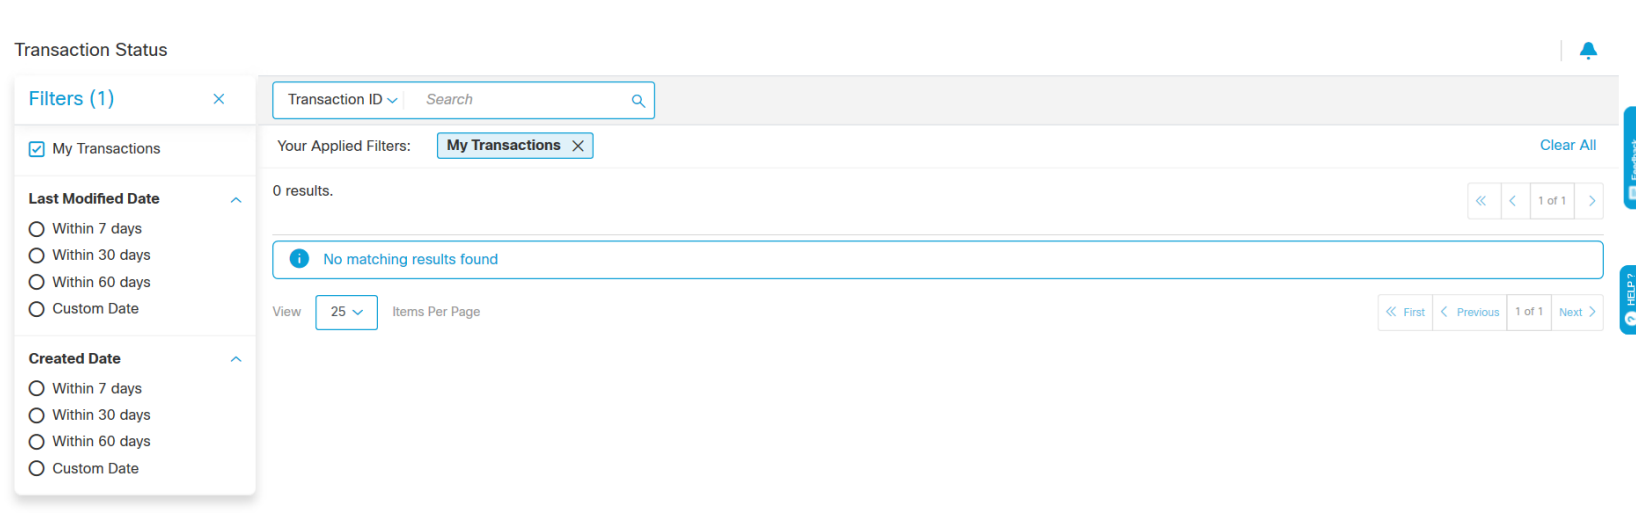 Transaction Status
Filters (1)
My Transactions
Last Modified Date
Within 7 days
Within 30 days
Within 60 days
Custom Date
Created Date
Within 7 days
Within 30 days
Within 60 days
Custom Date
Transaction ID Search
Your Applied Filters: My Transactions Clear All
0 results.
1 of 1
No matching results found
View 25 Items Per Page
First Previous 1 of 1 Next
Feedback
HELP?